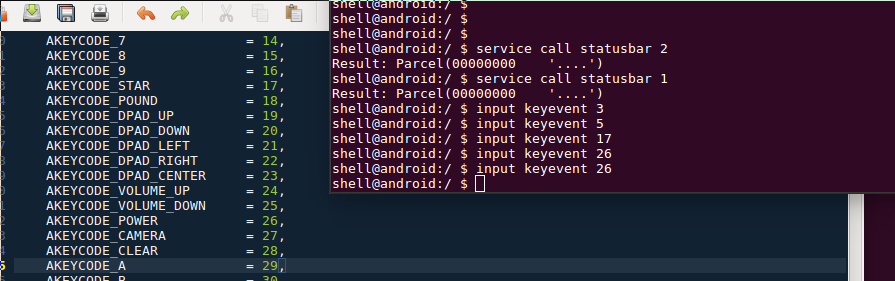 AKEYCODE_7 = 14,
AKEYCODE_8 = 15,
AKEYCODE_9 = 16,
AKEYCODE_STAR = 17,
AKEYCODE_POUND = 18,
AKEYCODE_DPAD_UP = 19,
AKEYCODE_DPAD_DOWN = 20,
AKEYCODE_DPAD_LEFT = 21,
AKEYCODE_DPAD_RIGHT = 22,
AKEYCODE_DPAD_CENTER = 23,
AKEYCODE_VOLUME_UP = 24,
AKEYCODE_VOLUME_DOWN = 25,
AKEYCODE_POWER = 26,
AKEYCODE_CAMERA = 27,
AKEYCODE_CLEAR = 28,
AKEYCODE_A = 29,
shell@android:/ $
shell@android:/ $
shell@android:/ $
shell@android:/ $ service call statusbar 2
Result: Parcel(00000000    '....')
shell@android:/ $ service call statusbar 1
Result: Parcel(00000000    '....')
shell@android:/ $ input keyevent 3
shell@android:/ $ input keyevent 5
shell@android:/ $ input keyevent 17
shell@android:/ $ input keyevent 26
shell@android:/ $ input keyevent 26
shell@android:/ $